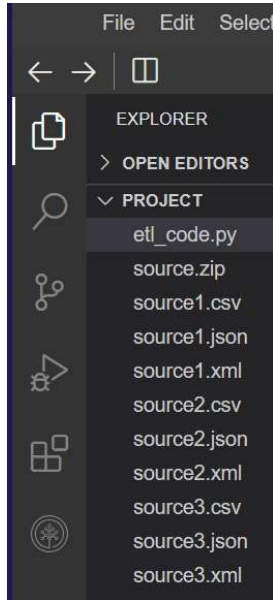 File Edit Select
EXPLORER
OPEN EDITORS
PROJECT
etl_code.py
source.zip
source1.csv
source1.json
source1.xml
source2.csv
source2.json
source2.xml
source3.csv
source3.json
source3.xml